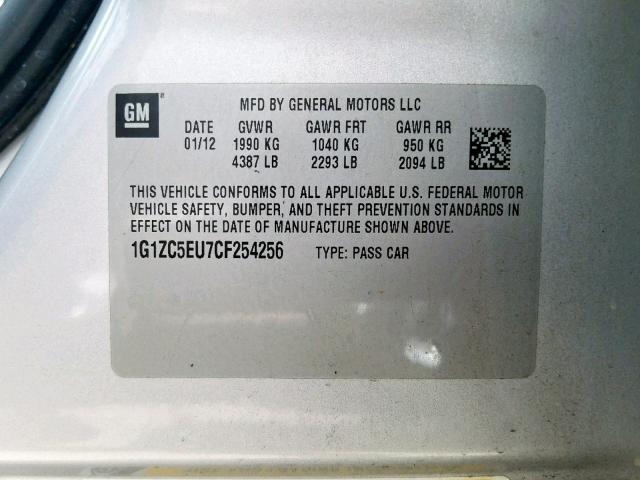 GM
MFD BY GENERAL MOTORS LLC
DATE GVWR GAWR FRT GAWR RR
01/12 1990 KG 1040 KG 950 KG
4387 LB 2293 LB 2094 LB
THIS VEHICLE CONFORMS TO ALL APPLICABLE U.S. FEDERAL MOTOR
VEHICLE SAFETY, BUMPER, AND THEFT PREVENTION STANDARDS IN
EFFECT ON THE DATE OF MANUFACTURE SHOWN ABOVE.
1G1ZC5EU7CF254256 TYPE: PASS CAR